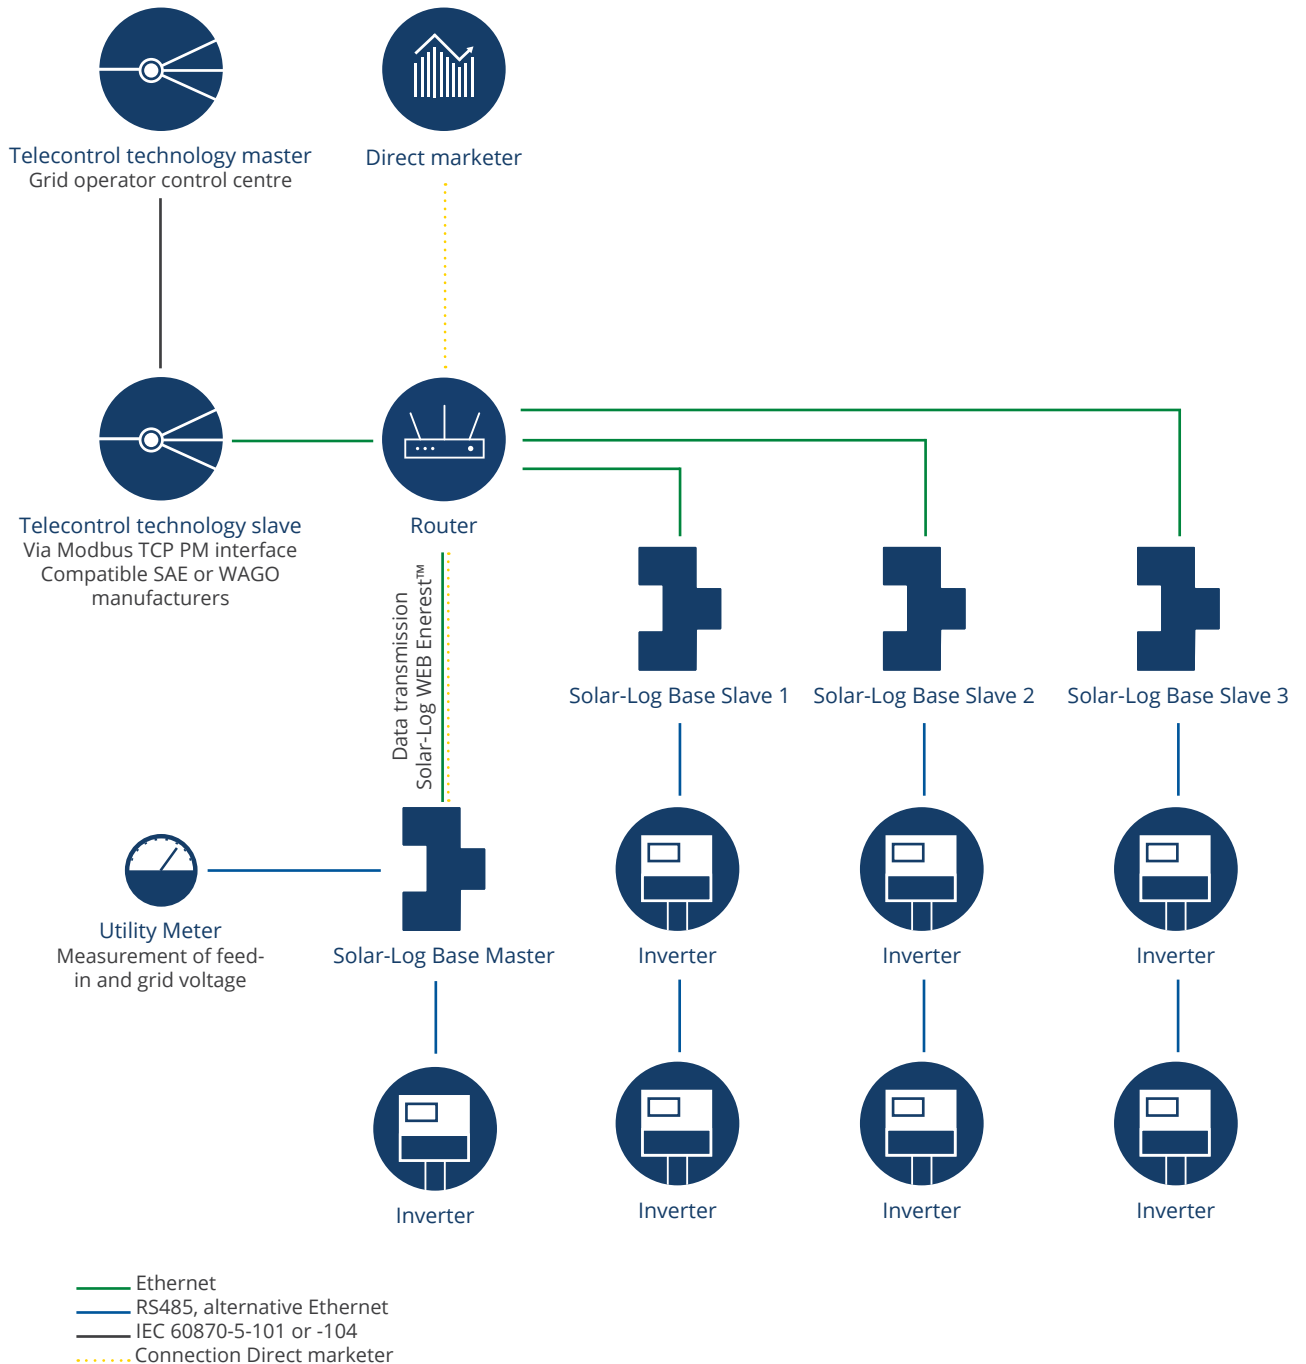 Telecontrol technology master
Grid operator control centre
Direct marketer
Telecontrol technology slave
Via Modbus TCP PM interface
Compatible SAE or WAGO
manufacturers
Router
Data transmission
Solar-Log WEB Enerest™
Solar-Log Base Slave 1
Solar-Log Base Slave 2
Solar-Log Base Slave 3
Utility Meter
Measurement of feed-
in and grid voltage
Solar-Log Base Master
Inverter
Inverter
Inverter
Inverter
Inverter
Inverter
Inverter
Ethernet
RS485, alternative Ethernet
IEC 60870-5-101 or -104
Connection Direct marketer